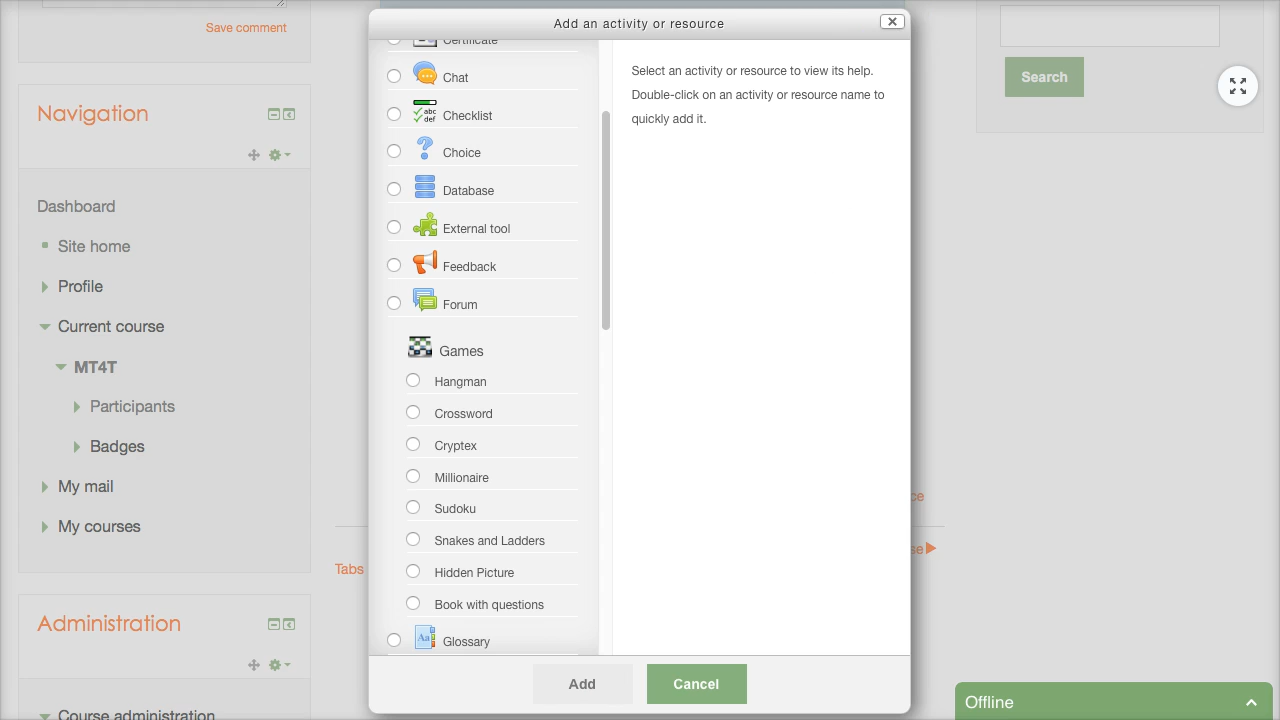 Save comment
Navigation
Dashboard
Site home
Profile
Current course
MT4T
Participants
Badges
My mail
My courses
Administration
Course administration
Tabs
Add an activity or resource
Certificate
Chat
abc
def
Checklist
Choice
Database
External tool
Feedback
Forum
Games
Hangman
Crossword
Cryptex
Millionaire
Sudoku
Snakes and Ladders
Hidden Picture
Book with questions
Aa
Glossary
Select an activity or resource to view its help.
Double-click on an activity or resource name to
quickly add it.
Add
Cancel
Search
Offline